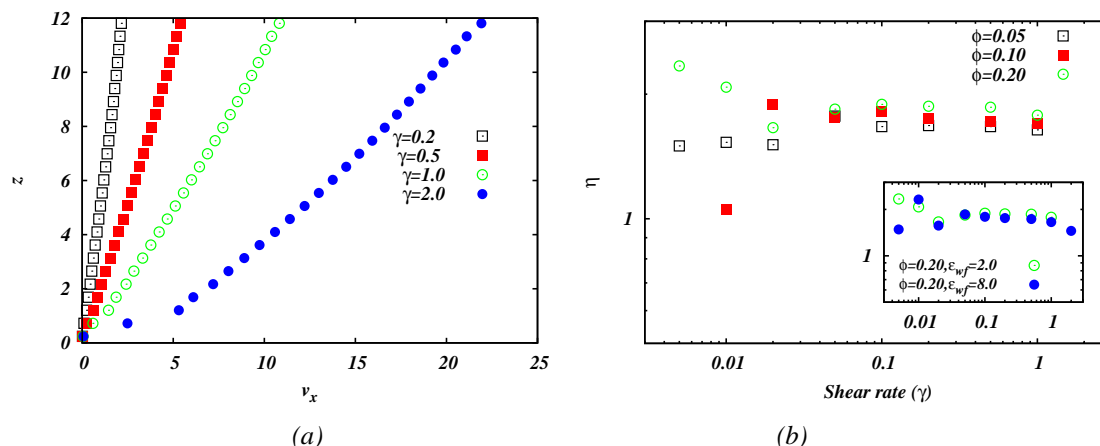 12
10
8
6
4
2
0
z
γ=0.2
γ=0.5
γ=1.0
γ=2.0
0 5 10 15 20 25
v_x
(a)
ϕ=0.05
ϕ=0.10
ϕ=0.20
η
1
1
ϕ=0.20,ε_wf=2.0
ϕ=0.20,ε_wf=8.0
0.01 0.1 1
0.01 0.1 1
Shear rate (γ)
(b)